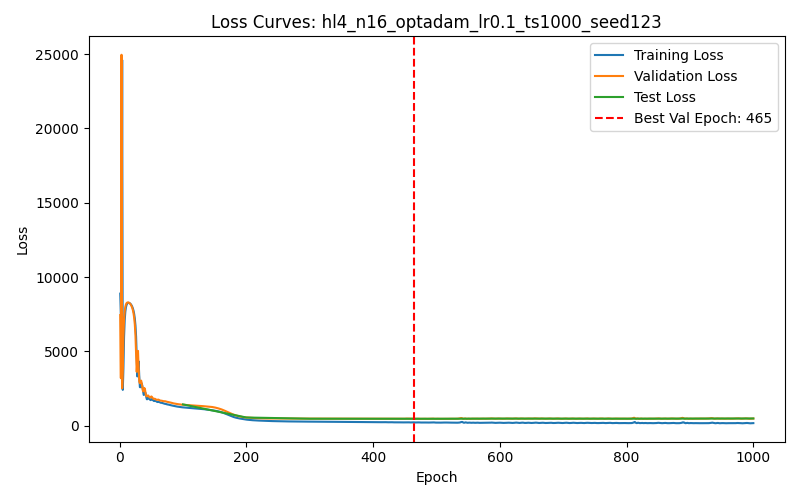 Loss Curves: hl4_n16_optadam_lr0.1_ts1000_seed123
Training Loss
Validation Loss
Test Loss
Best Val Epoch: 465
25000
20000
15000
10000
5000
0
Loss
0 200 400 600 800 1000
Epoch